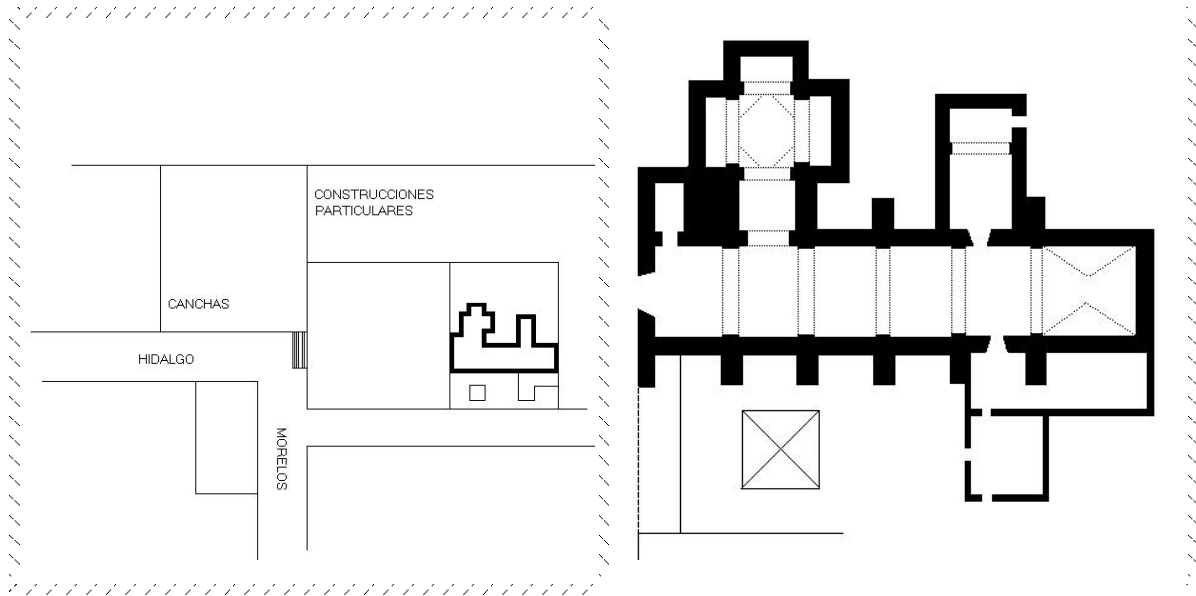 CONSTRUCCIONES
PARTICULARES
CANCHAS
HIDALGO
MORELOS